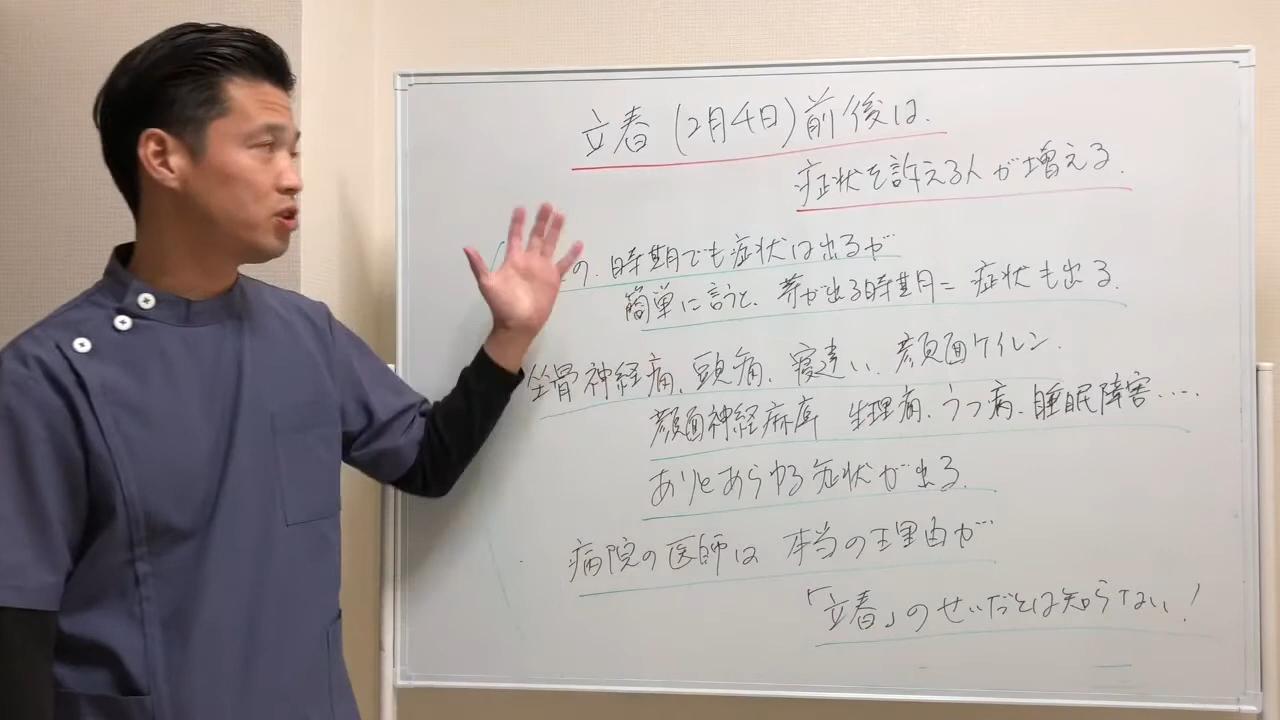 立春(2月4日)前後は、
症状を訴える人が増える。
の、時期でも症状は出るが
簡単に言うと、芽が出る時期=症状も出る。
坐骨神経痛、頭痛、寝違い、顔面ケイレン、
顔面神経麻痺 生理痛、うつ病、睡眠障害……
ありとあらゆる症状が出る。
病院の医師は 本当の理由が
「立春」のせいだとは知らない!